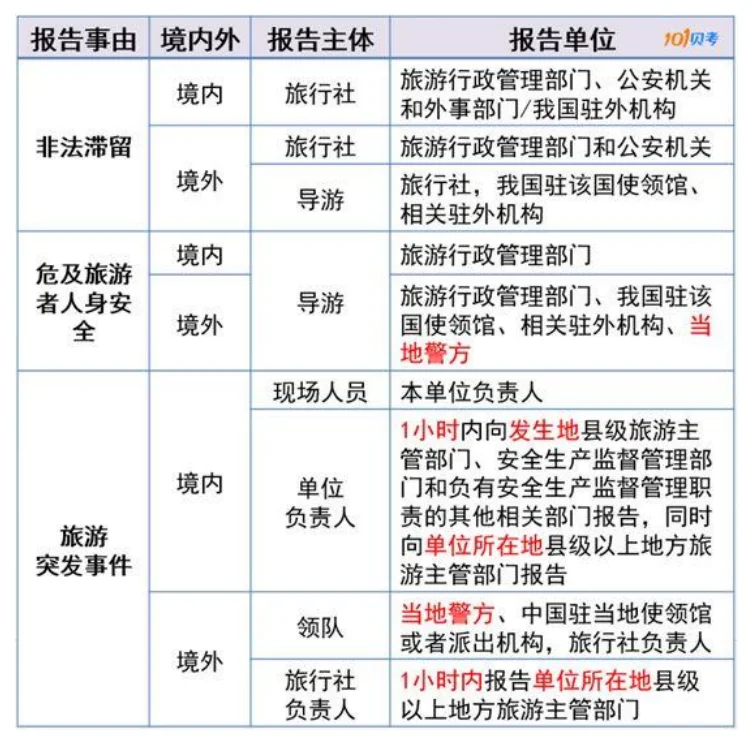 报告事由 境内外 报告主体 报告单位 101贝考
非法滞留
境内
旅行社
旅游行政管理部门、公安机关
和外事部门/我国驻外机构
境外
旅行社
旅游行政管理部门和公安机关
导游
旅行社，我国驻该国使领馆、
相关驻外机构
危及旅游
者人身安
全
境内
导游
旅游行政管理部门
境外
旅游行政管理部门、我国驻该
国使领馆、相关驻外机构、当
地警方
旅游
突发事件
境内
现场人员
本单位负责人
单位
负责人
1小时内向发生地县级旅游主
管部门、安全生产监督管理部
门和负有安全生产监督管理职
责的其他相关部门报告，同时
向单位所在地县级以上地方旅
游主管部门报告
境外
领队
当地警方、中国驻当地使领馆
或者派出机构，旅行社负责人
旅行社
负责人
1小时内报告单位所在地县级
以上地方旅游主管部门